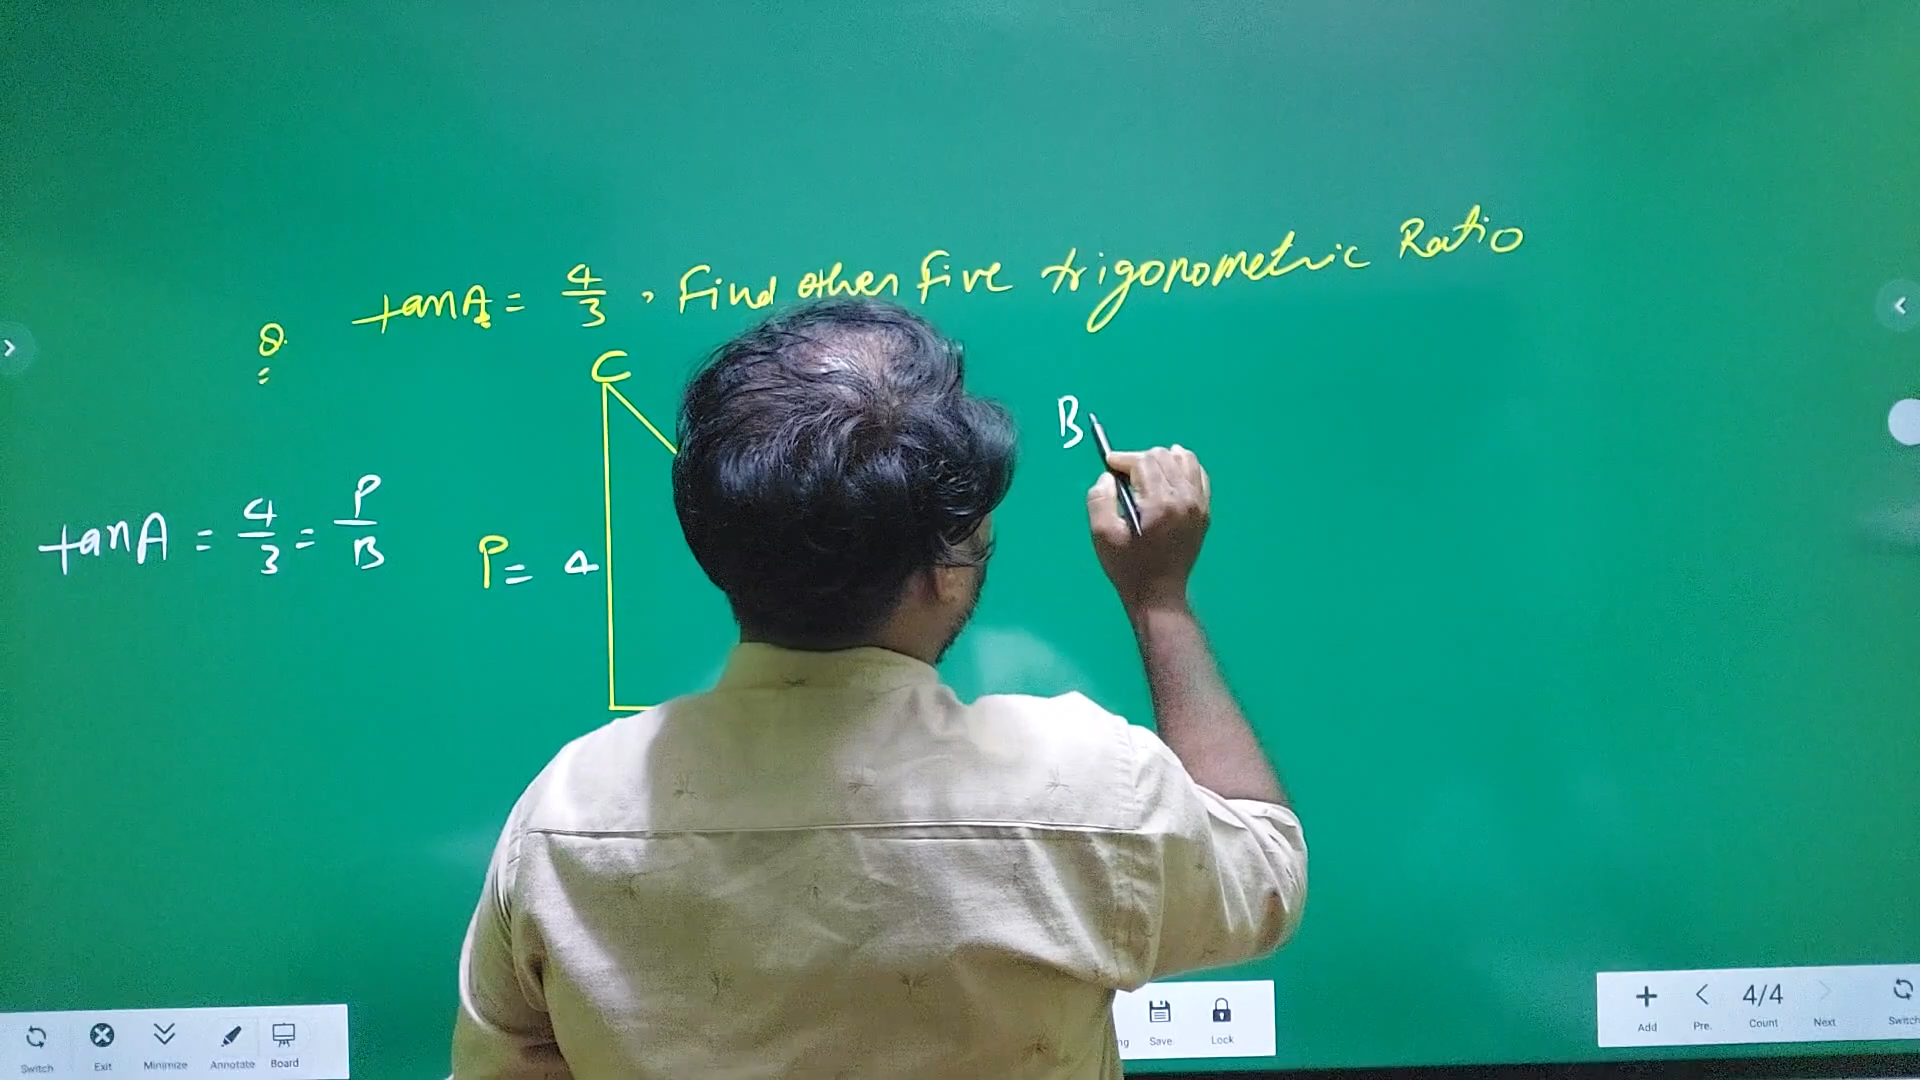 Q. tanA = 4/3, Find other five trigonometric Ratio
C
B
tanA = 4/3 = P/B
P = 4
Switch Exit Minimize Annotate Board
Save Lock
Add Pre. 4/4 Count Next Switch